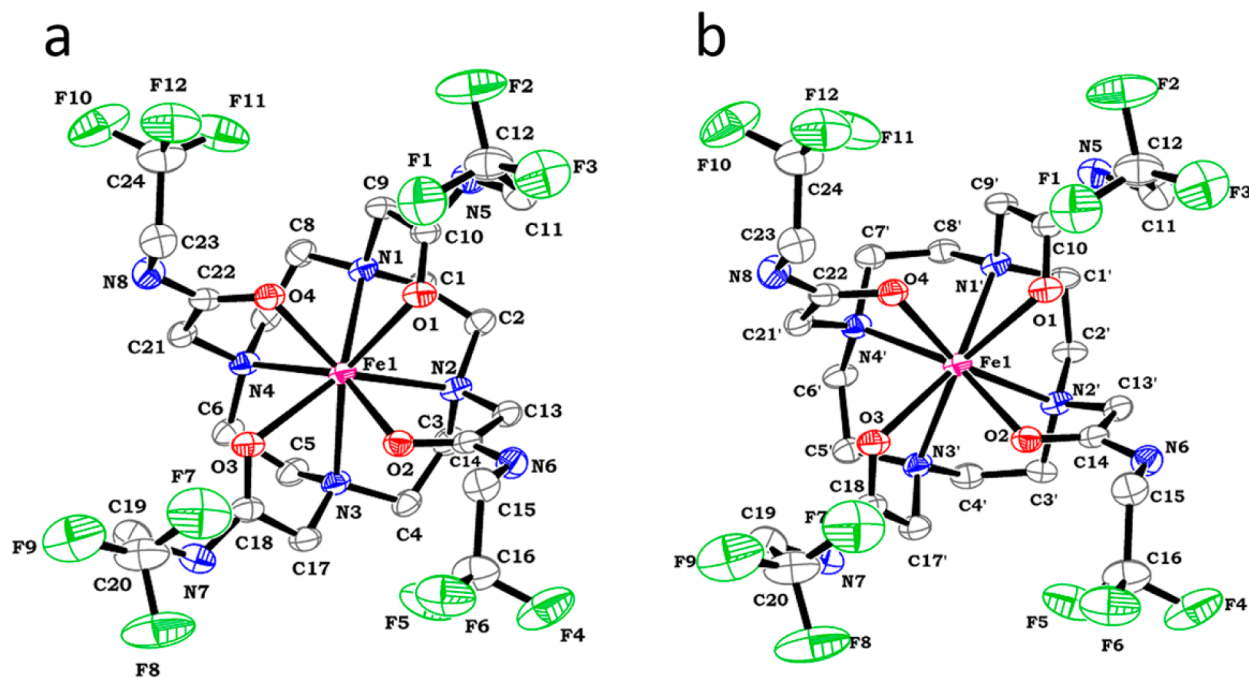 a
F10
F12
F11
F2
C12
F3
F1
C24
C9
N5
C11
C23
C8
C10
N8
C22
N1
C1
O4
O1
C2
C21
Fe1
N2
N4
C13
C6
C3
C5
O2
C14
N6
O3
F7
N3
C4
C15
C19
C18
F9
C17
C16
C20
N7
F5
F6
F4
F8
b
F2
F12
F11
F10
N5
C12
F1
F3
C24
C9'
C11
C23
C7'
C8'
C10
N8
C22
O4
N1'
C1'
O1
C21'
N4'
C2'
Fe1
N2'
C13'
C6'
O3
O2
C14
N6
C5'
N3'
C18
C4'
C3'
C15
C19
F7
F9
C17'
C16
C20
N7
F4
F5
F6
F8